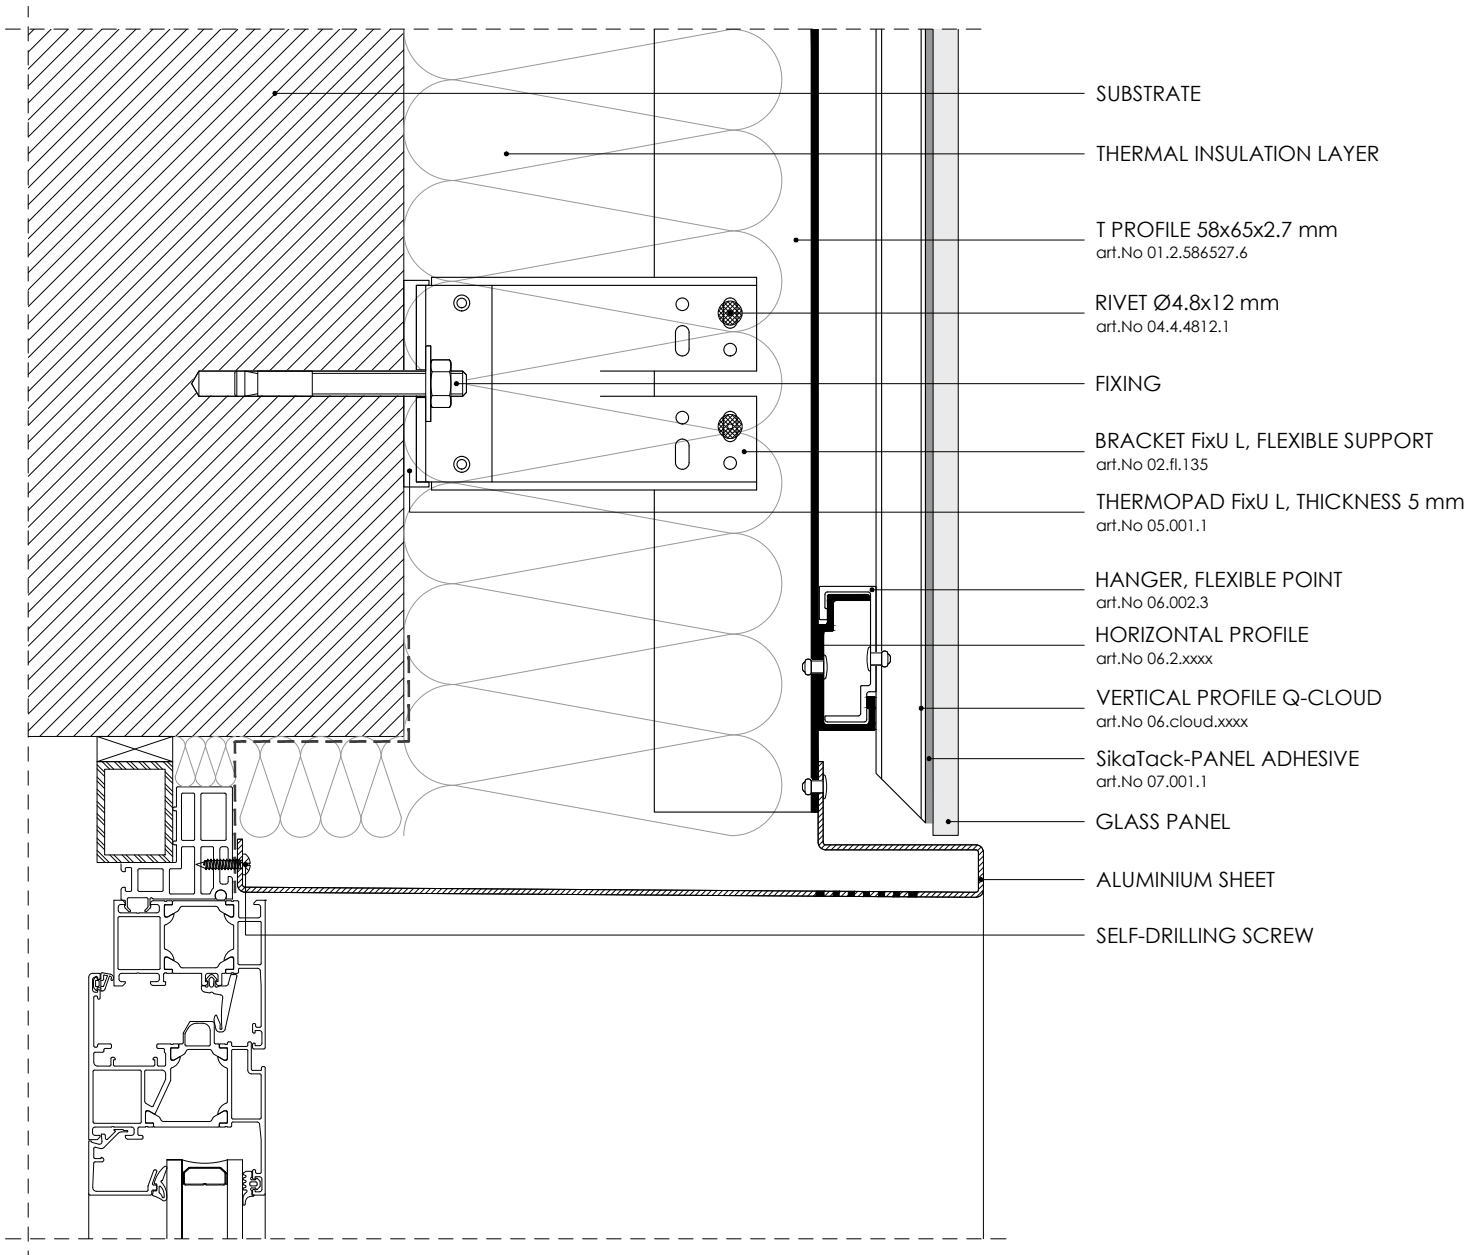 SUBSTRATE
THERMAL INSULATION LAYER
T PROFILE 58x65x2.7 mm
art.No 01.2.586527.6
RIVET Ø4.8x12 mm
art.No 04.4.4812.1
FIXING
BRACKET FixU L, FLEXIBLE SUPPORT
art.No 02.fl.135
THERMOPAD FixU L, THICKNESS 5 mm
art.No 05.001.1
HANGER, FLEXIBLE POINT
art.No 06.002.3
HORIZONTAL PROFILE
art.No 06.2.xxxx
VERTICAL PROFILE Q-CLOUD
art.No 06.cloud.xxxx
SikaTack-PANEL ADHESIVE
art.No 07.001.1
GLASS PANEL
ALUMINIUM SHEET
SELF-DRILLING SCREW